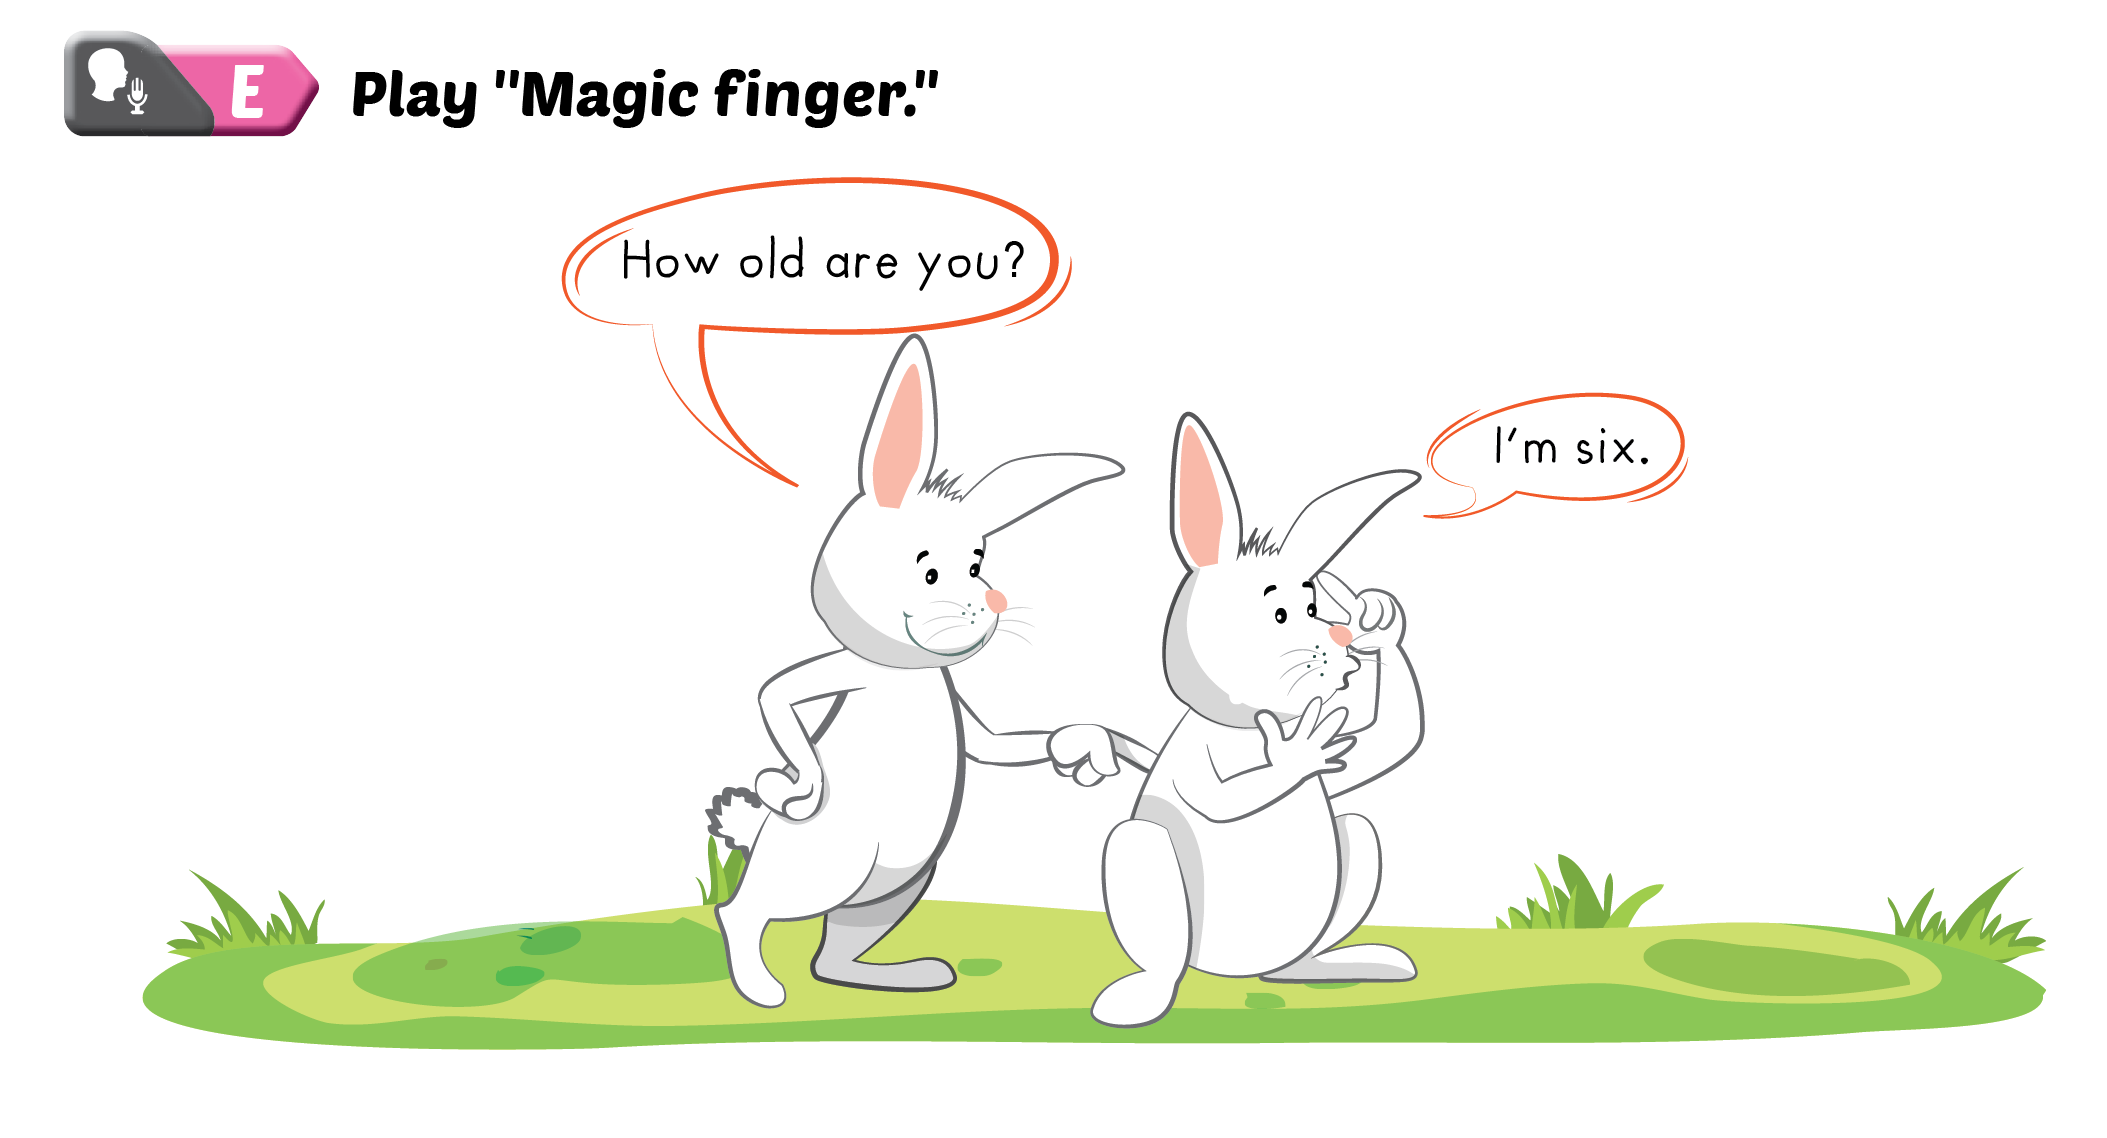 E Play "Magic finger."
How old are you?
I'm six.